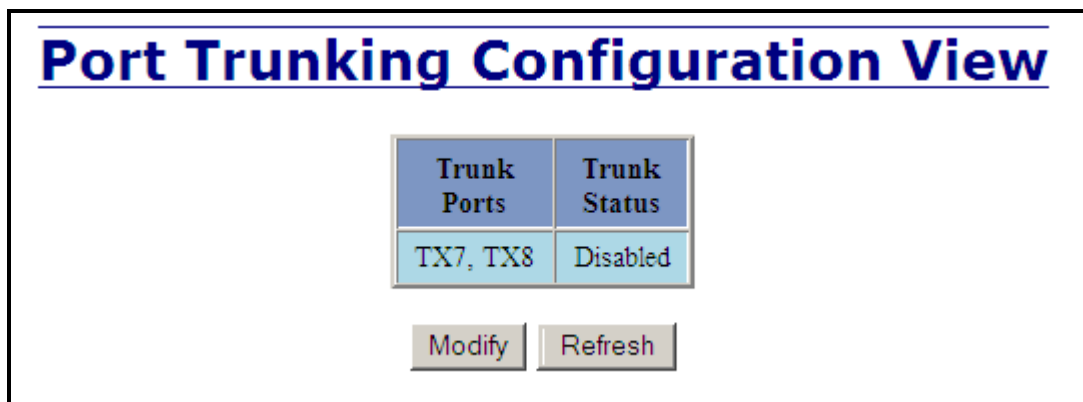 Port Trunking Configuration View
Trunk Ports Trunk Status
TX7, TX8 Disabled
Modify Refresh